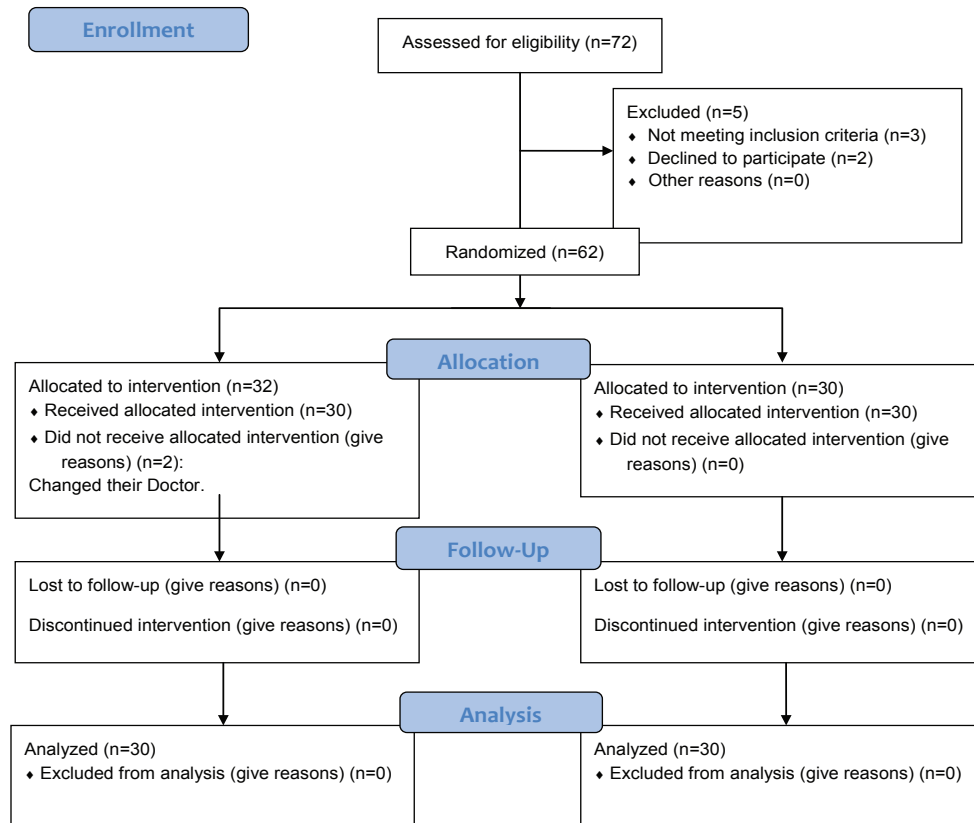 Enrollment
Assessed for eligibility (n=72)
Excluded (n=5)
♦ Not meeting inclusion criteria (n=3)
♦ Declined to participate (n=2)
♦ Other reasons (n=0)
Randomized (n=62)
Allocation
Allocated to intervention (n=32)
♦ Received allocated intervention (n=30)
♦ Did not receive allocated intervention (give
reasons) (n=2):
Changed their Doctor.
Allocated to intervention (n=30)
♦ Received allocated intervention (n=30)
♦ Did not receive allocated intervention (give
reasons) (n=0)
Follow-Up
Lost to follow-up (give reasons) (n=0)
Discontinued intervention (give reasons) (n=0)
Lost to follow-up (give reasons) (n=0)
Discontinued intervention (give reasons) (n=0)
Analysis
Analyzed (n=30)
♦ Excluded from analysis (give reasons) (n=0)
Analyzed (n=30)
♦ Excluded from analysis (give reasons) (n=0)